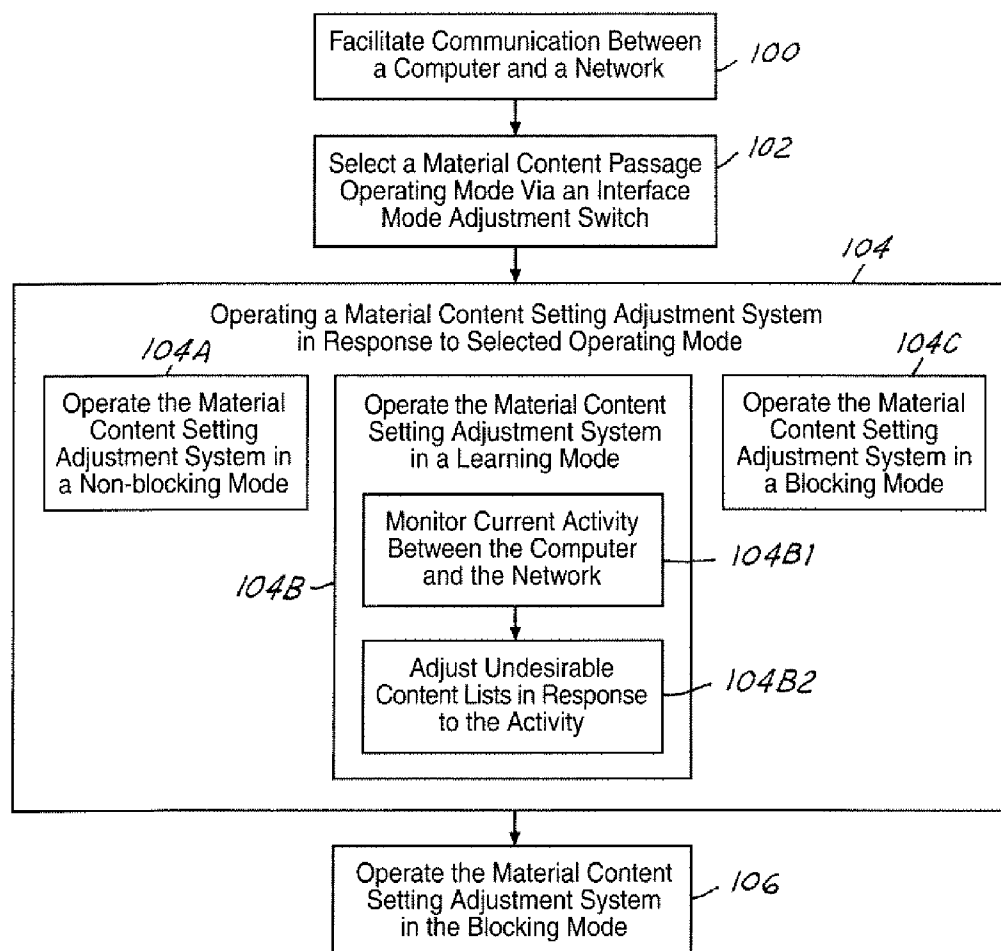 Facilitate Communication Between
a Computer and a Network
100
102
Select a Material Content Passage
Operating Mode Via an Interface
Mode Adjustment Switch
104
Operating a Material Content Setting Adjustment System
in Response to Selected Operating Mode
104A
104C
Operate the Material
Content Setting
Adjustment System in
a Non-blocking Mode
Operate the Material Content
Setting Adjustment System
in a Learning Mode
Operate the Material
Content Setting
Adjustment System in
a Blocking Mode
Monitor Current Activity
Between the Computer
and the Network
104B1
104B
Adjust Undesirable
Content Lists in Response
to the Activity
104B2
Operate the Material Content
Setting Adjustment System
in the Blocking Mode
106